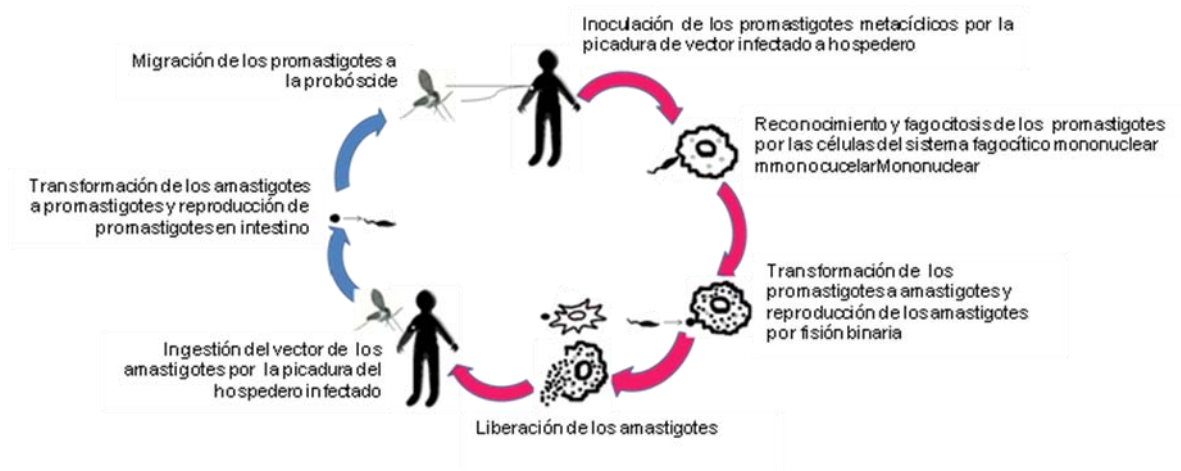 Inoculación de los promastigotes metacíclicos por la
picadura de vector infectado a hospedero
Reconocimiento y fagocitosis de los promastigotes
por las células del sistema fagocítico mononuclear
mmonocucelarMononuclear
Transformación de los
promastigotes a amastigotes y
reproducción de los amastigotes
por fisión binaria
Liberación de los amastigotes
Ingestión del vector de los
amastigotes por la picadura del
hospedero infectado
Transformación de los amastigotes
a promastigotes y reproducción de
promastigotes en intestino
Migración de los promastigotes a
la probóscide